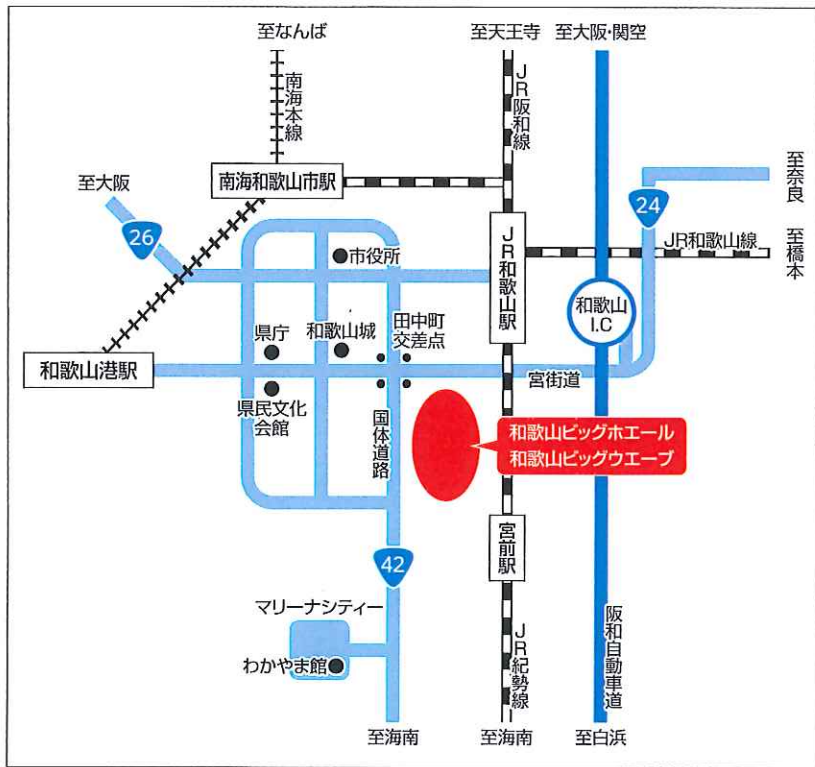 至なんば
至天王寺
至大阪・関空
南海本線
JR阪和線
至奈良
至大阪
南海和歌山市駅
24
26
市役所
JR和歌山駅
JR和歌山線
至橋本
和歌山
I.C
県庁
和歌山城
田中町
交差点
和歌山港駅
宮街道
県民文化
会館
国体道路
和歌山ビッグホエール
和歌山ビッグウエーブ
宮前駅
42
マリーナシティー
わかやま館
JR紀勢線
阪和自動車道
至海南
至海南
至白浜